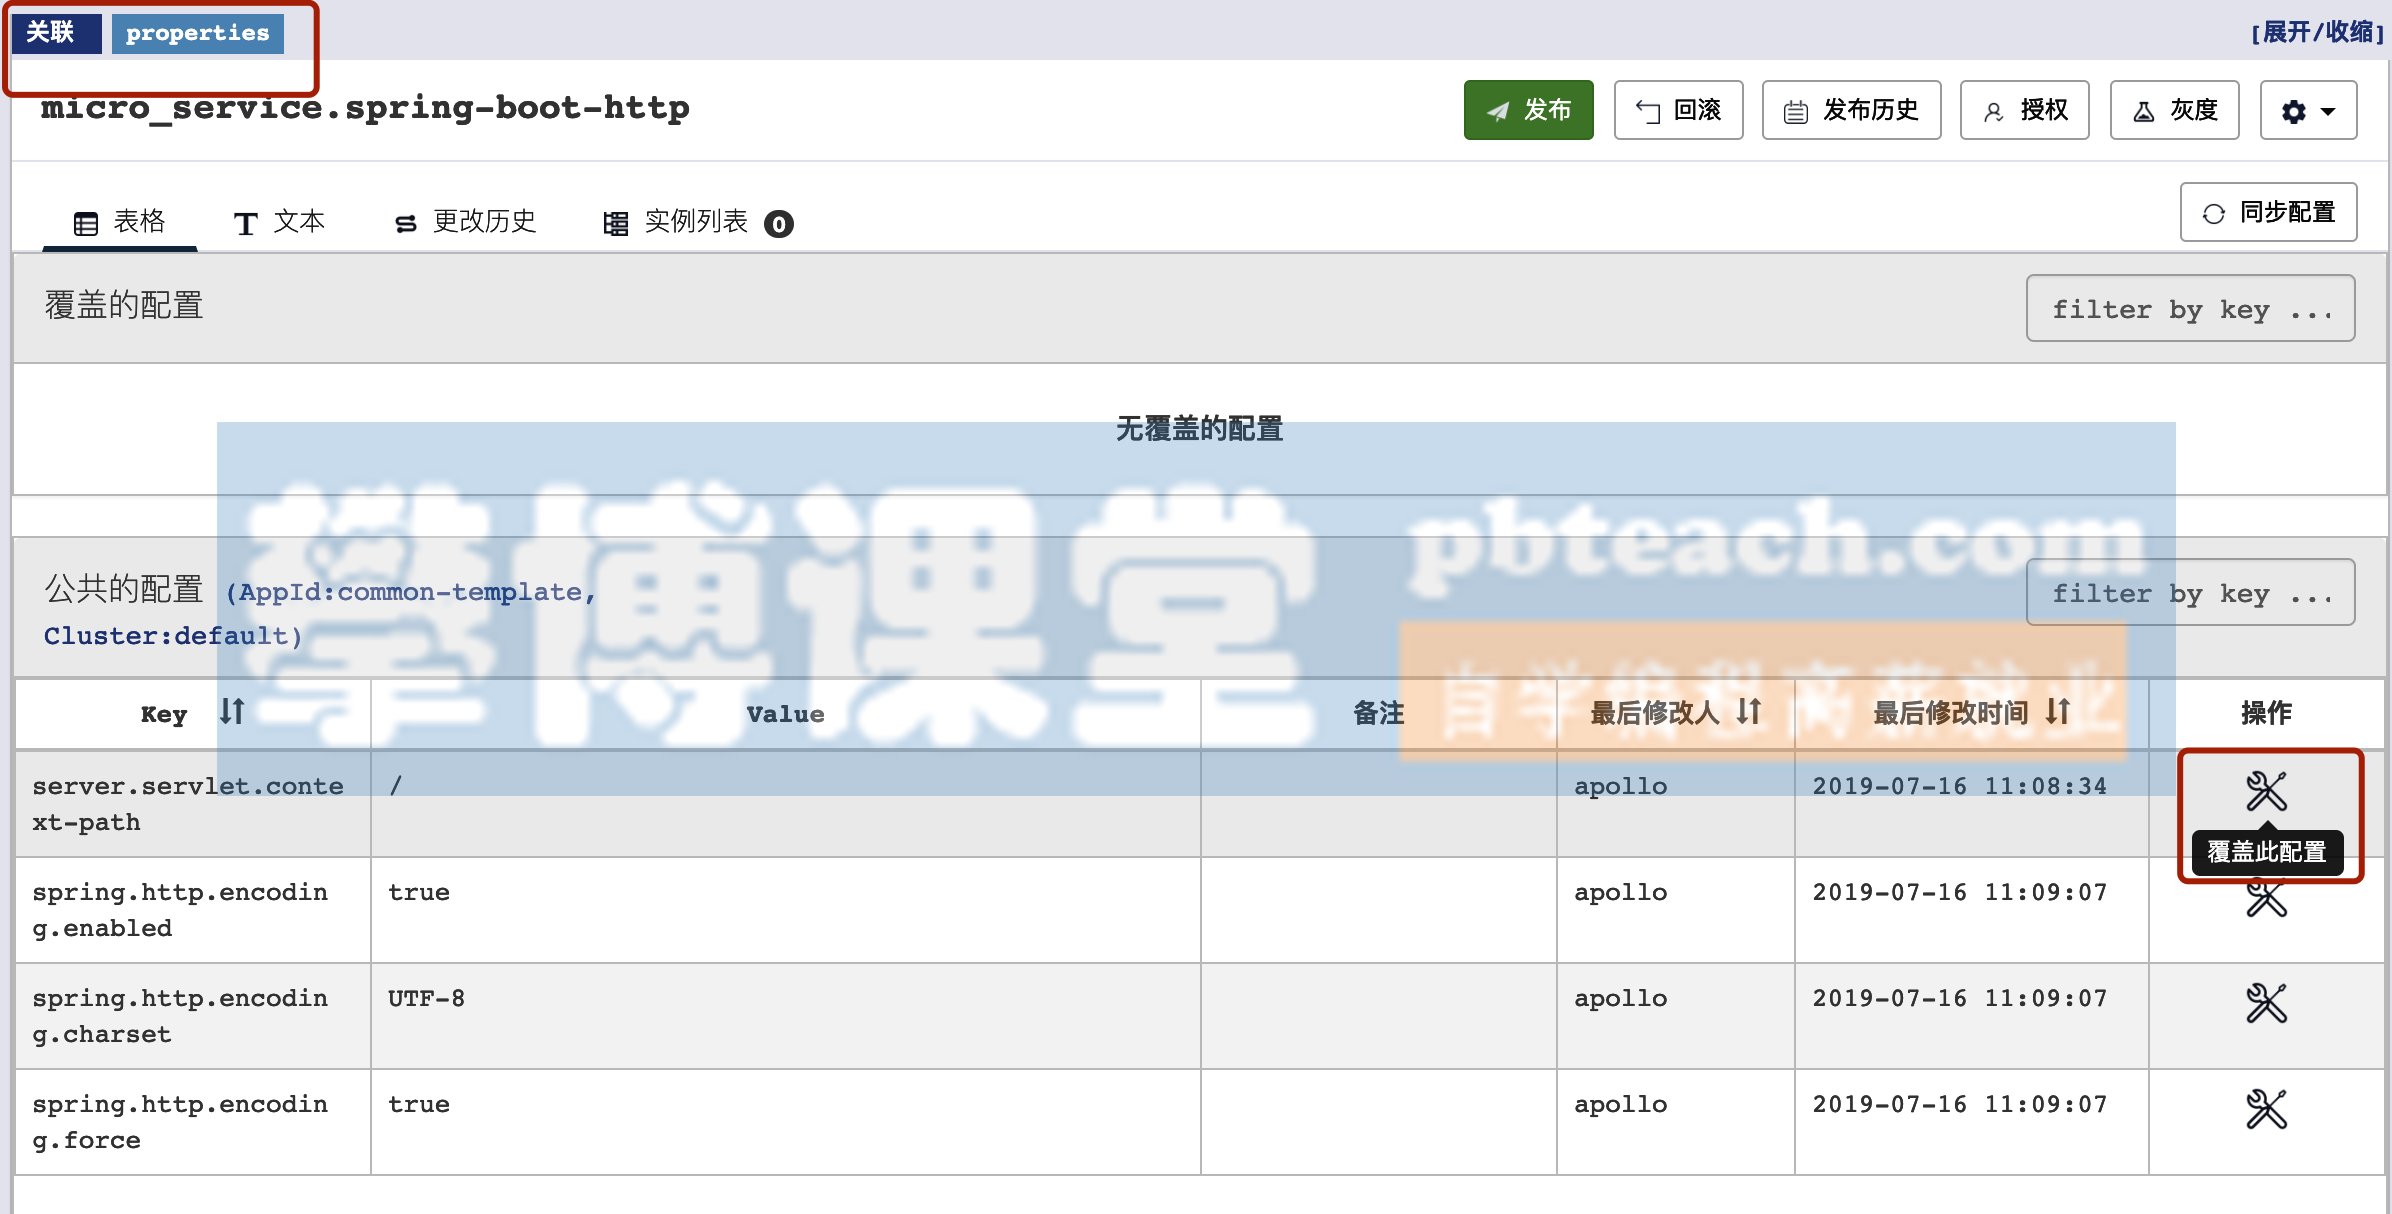 关联 properties [展开/收缩]
micro_service.spring-boot-http 发布 回滚 发布历史 授权 灰度
表格 文本 更改历史 实例列表 0 同步配置
覆盖的配置 filter by key ...
无覆盖的配置
擎博课堂 pbteach.com
自学编程高薪就业
公共的配置 (AppId:common-template, filter by key ...
Cluster:default)
Key Value 备注 最后修改人 最后修改时间 操作
server.servlet.conte / apollo 2019-07-16 11:08:34
xt-path 覆盖此配置
spring.http.encodin true apollo 2019-07-16 11:09:07
g.enabled
spring.http.encodin UTF-8 apollo 2019-07-16 11:09:07
g.charset
spring.http.encodin true apollo 2019-07-16 11:09:07
g.force